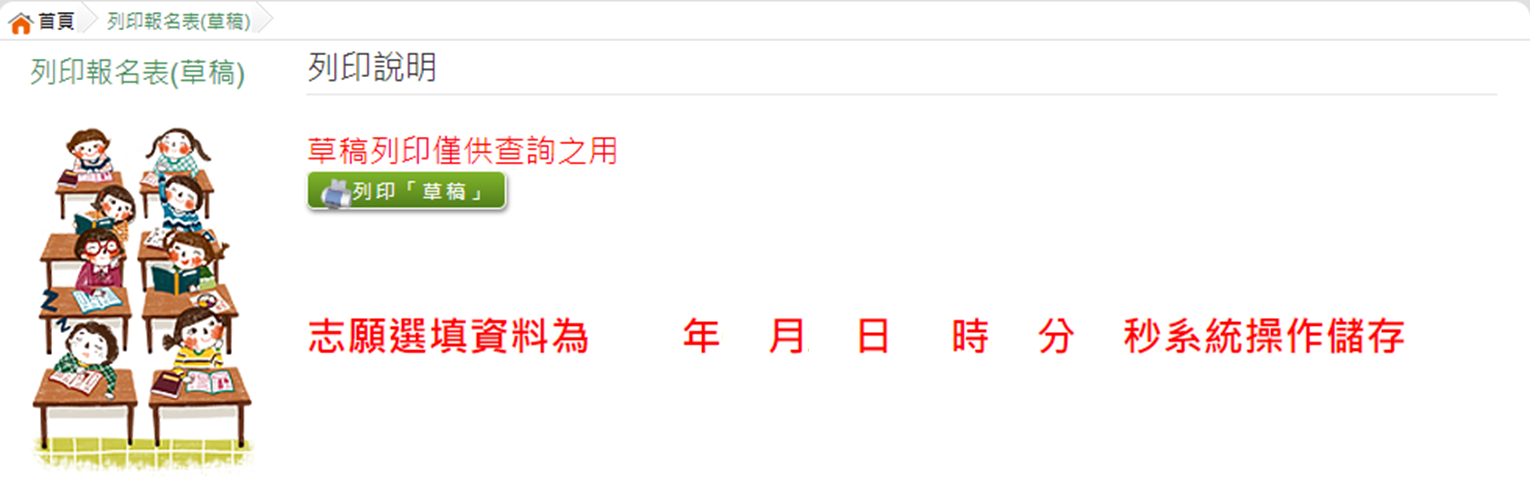 首頁 列印報名表(草稿)
列印報名表(草稿)
列印說明
草稿列印僅供查詢之用
列印「草稿」
志願選填資料為 年 月 日 時 分 秒系統操作儲存
Z
Z